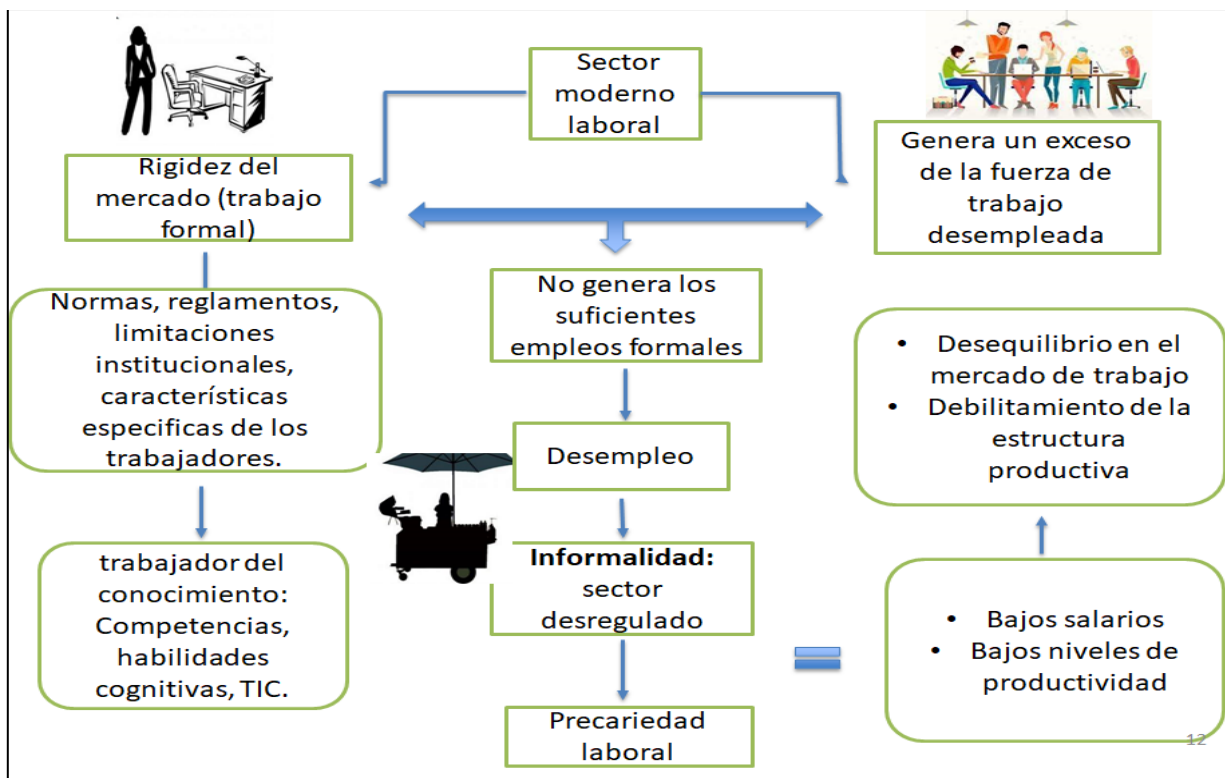 Sector
moderno
laboral
Rigidez del
mercado (trabajo
formal)
Genera un exceso
de la fuerza de
trabajo
desempleada
Normas, reglamentos,
limitaciones
institucionales,
características
especificas de los
trabajadores.
No genera los
suficientes
empleos formales
• Desequilibrio en el
mercado de trabajo
• Debilitamiento de la
estructura
productiva
Desempleo
trabajador del
conocimiento:
Competencias,
habilidades
cognitivas, TIC.
Informalidad:
sector
desregulado
• Bajos salarios
• Bajos niveles de
productividad
Precariedad
laboral
12